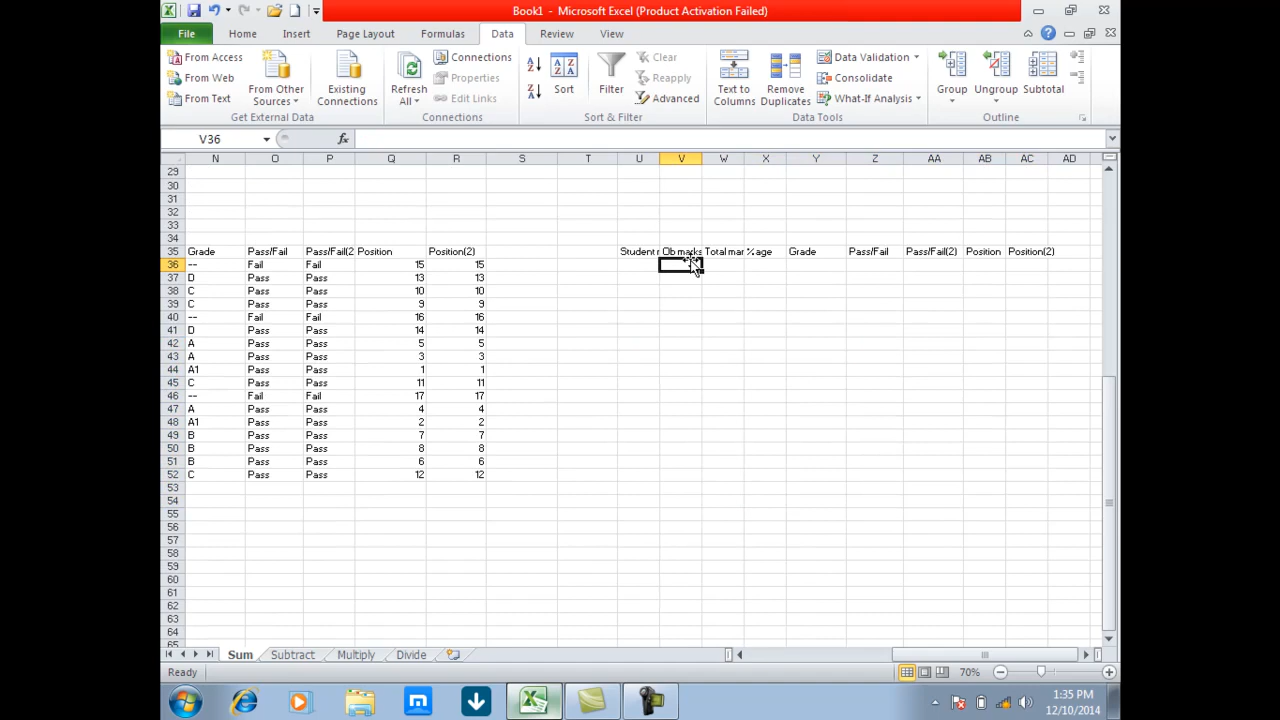 Book1 - Microsoft Excel (Product Activation Failed)
File Home Insert Page Layout Formulas Data Review View
From Access
From Web
From Text
From Other Sources
Existing Connections
Get External Data
Refresh All
Connections
Properties
Edit Links
Connections
Sort
Filter
Clear
Reapply
Advanced
Sort & Filter
Text to Columns
Remove Duplicates
Data Validation
Consolidate
What-If Analysis
Data Tools
Group
Ungroup
Subtotal
Outline
V36 fx
N O P Q R S T U V W X Y Z AA AB AC AD
29
30
31
32
33
34
35 Grade Pass/Fail Pass/Fail(2 Position Position(2) Student r Ob marks Total mar %age Grade Pass/Fail Pass/Fail(2) Position Position(2)
36 -- Fail Fail 15 15
37 D Pass Pass 13 13
38 C Pass Pass 10 10
39 C Pass Pass 9 9
40 -- Fail Fail 16 16
41 D Pass Pass 14 14
42 A Pass Pass 5 5
43 A Pass Pass 3 3
44 A1 Pass Pass 1 1
45 C Pass Pass 11 11
46 -- Fail Fail 17 17
47 A Pass Pass 4 4
48 A1 Pass Pass 2 2
49 B Pass Pass 7 7
50 B Pass Pass 8 8
51 B Pass Pass 6 6
52 C Pass Pass 12 12
53
54
55
56
57
58
59
60
61
62
63
64
65
Sum Subtract Multiply Divide
Ready 70%
1:35 PM
12/10/2014